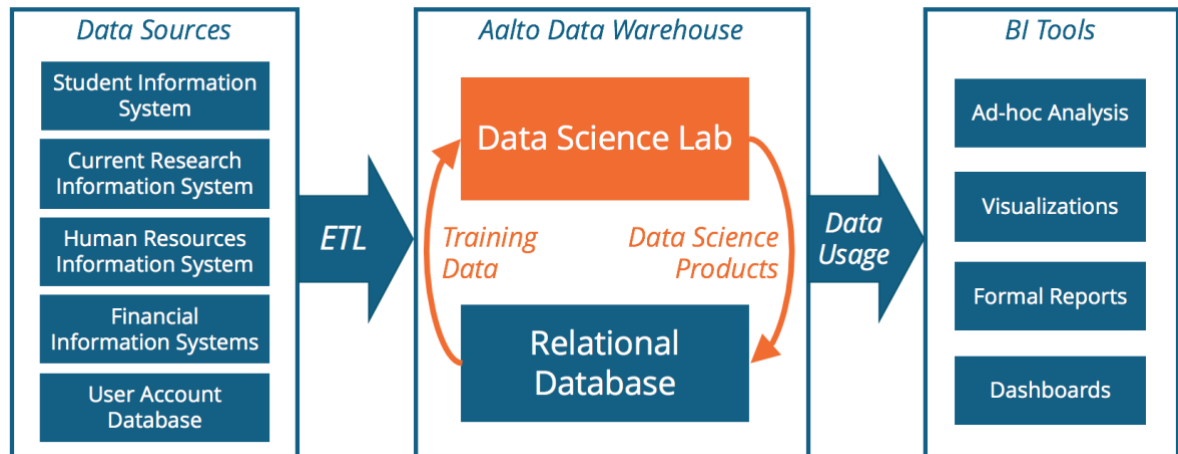 Data Sources
Student Information
System
Current Research
Information System
Human Resources
Information System
Financial
Information Systems
User Account
Database
ETL
Aalto Data Warehouse
Data Science Lab
Training
Data
Data Science
Products
Relational
Database
Data
Usage
BI Tools
Ad-hoc Analysis
Visualizations
Formal Reports
Dashboards